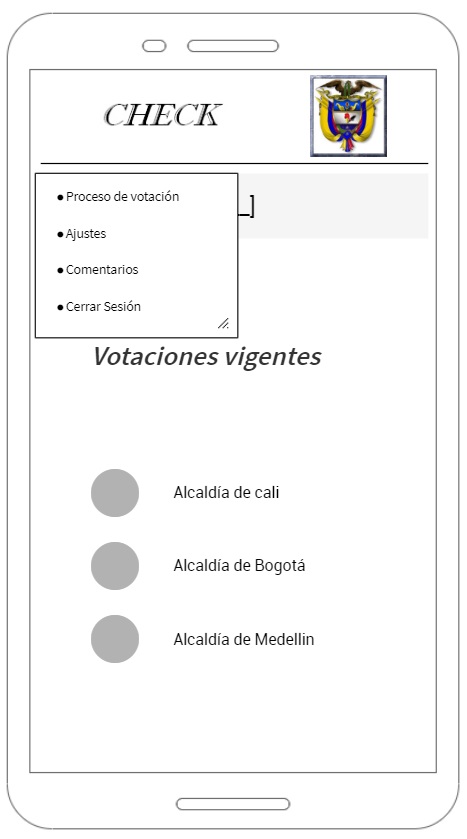 CHECK
_]
• Proceso de votación
• Ajustes
• Comentarios
• Cerrar Sesión
Votaciones vigentes
Alcaldía de cali
Alcaldía de Bogotá
Alcaldía de Medellin